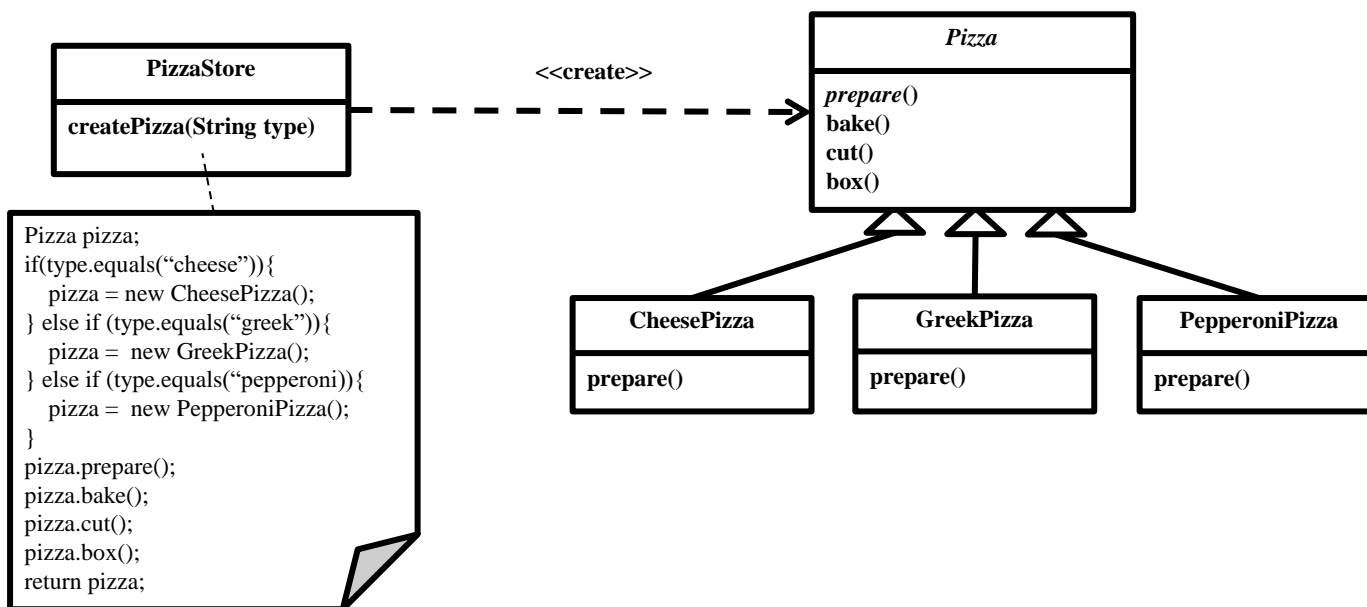 PizzaStore
createPizza(String type)
<<create>>
Pizza
prepare()
bake()
cut()
box()
Pizza pizza;
if(type.equals(“cheese”)){
pizza = new CheesePizza();
} else if (type.equals(“greek”)){
pizza =  new GreekPizza();
} else if (type.equals(“pepperoni)){
pizza =  new PepperoniPizza();
}
pizza.prepare();
pizza.bake();
pizza.cut();
pizza.box();
return pizza;
CheesePizza
prepare()
GreekPizza
prepare()
PepperoniPizza
prepare()